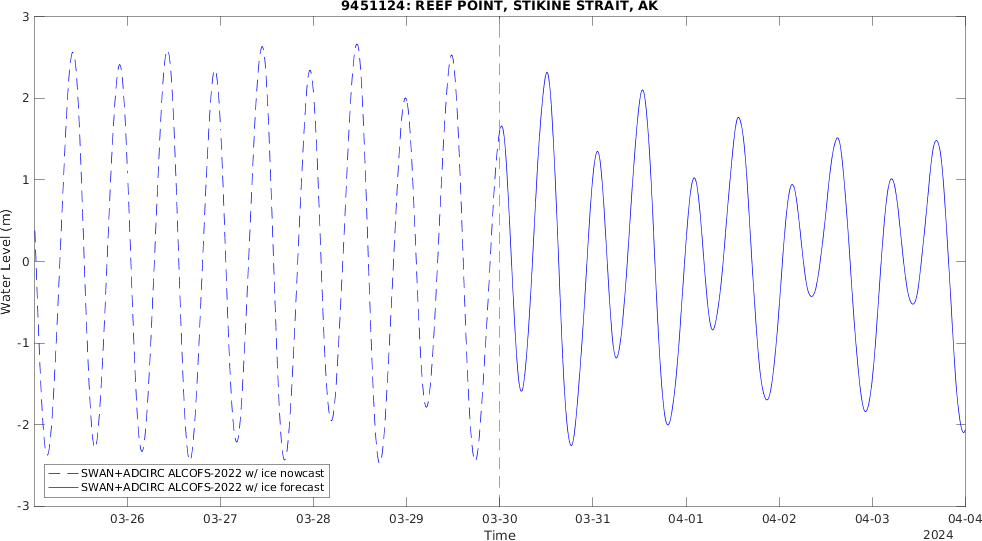 9451124: REEF POINT, STIKINE STRAIT, AK
3
2
1
0
-1
-2
-3
Water Level (m)
SWAN+ADCIRC ALCOFS-2022 w/ ice nowcast
SWAN+ADCIRC ALCOFS-2022 w/ ice forecast
03-26 03-27 03-28 03-29 03-30 03-31 04-01 04-02 04-03 04-04
Time
2024